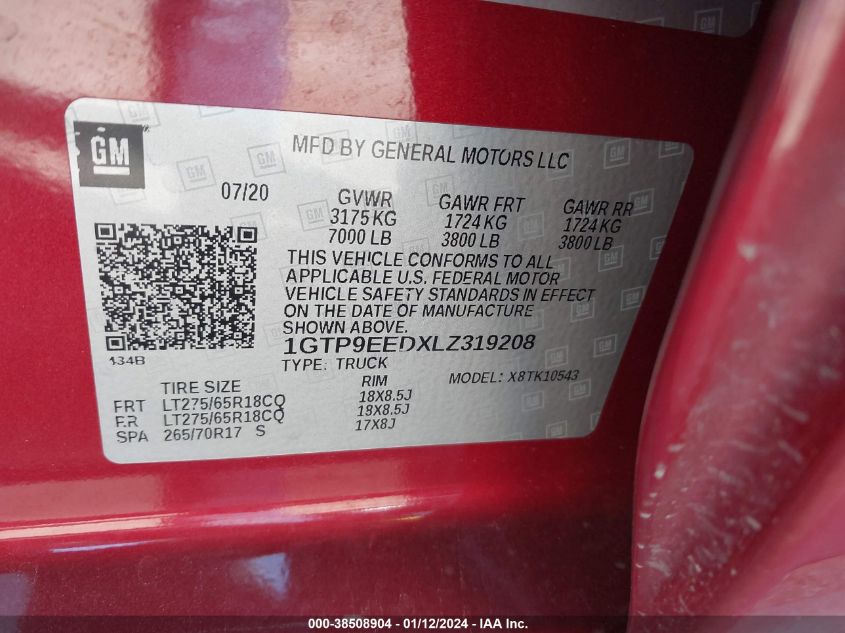 GM
MFD BY GENERAL MOTORS LLC
07/20
GVWR GAWR FRT GAWR RR
3175 KG 1724 KG 1724 KG
7000 LB 3800 LB 3800 LB
THIS VEHICLE CONFORMS TO ALL
APPLICABLE U.S. FEDERAL MOTOR
VEHICLE SAFETY STANDARDS IN EFFECT
ON THE DATE OF MANUFACTURE
SHOWN ABOVE.
134B
1GTP9EEDXLZ319208
TYPE: TRUCK MODEL: X8TK10543
TIRE SIZE RIM
FRT LT275/65R18CQ 18X8.5J
RR LT275/65R18CQ 18X8.5J
SPA 265/70R17 S 17X8J
000-38508904 - 01/12/2024 - IAA Inc.